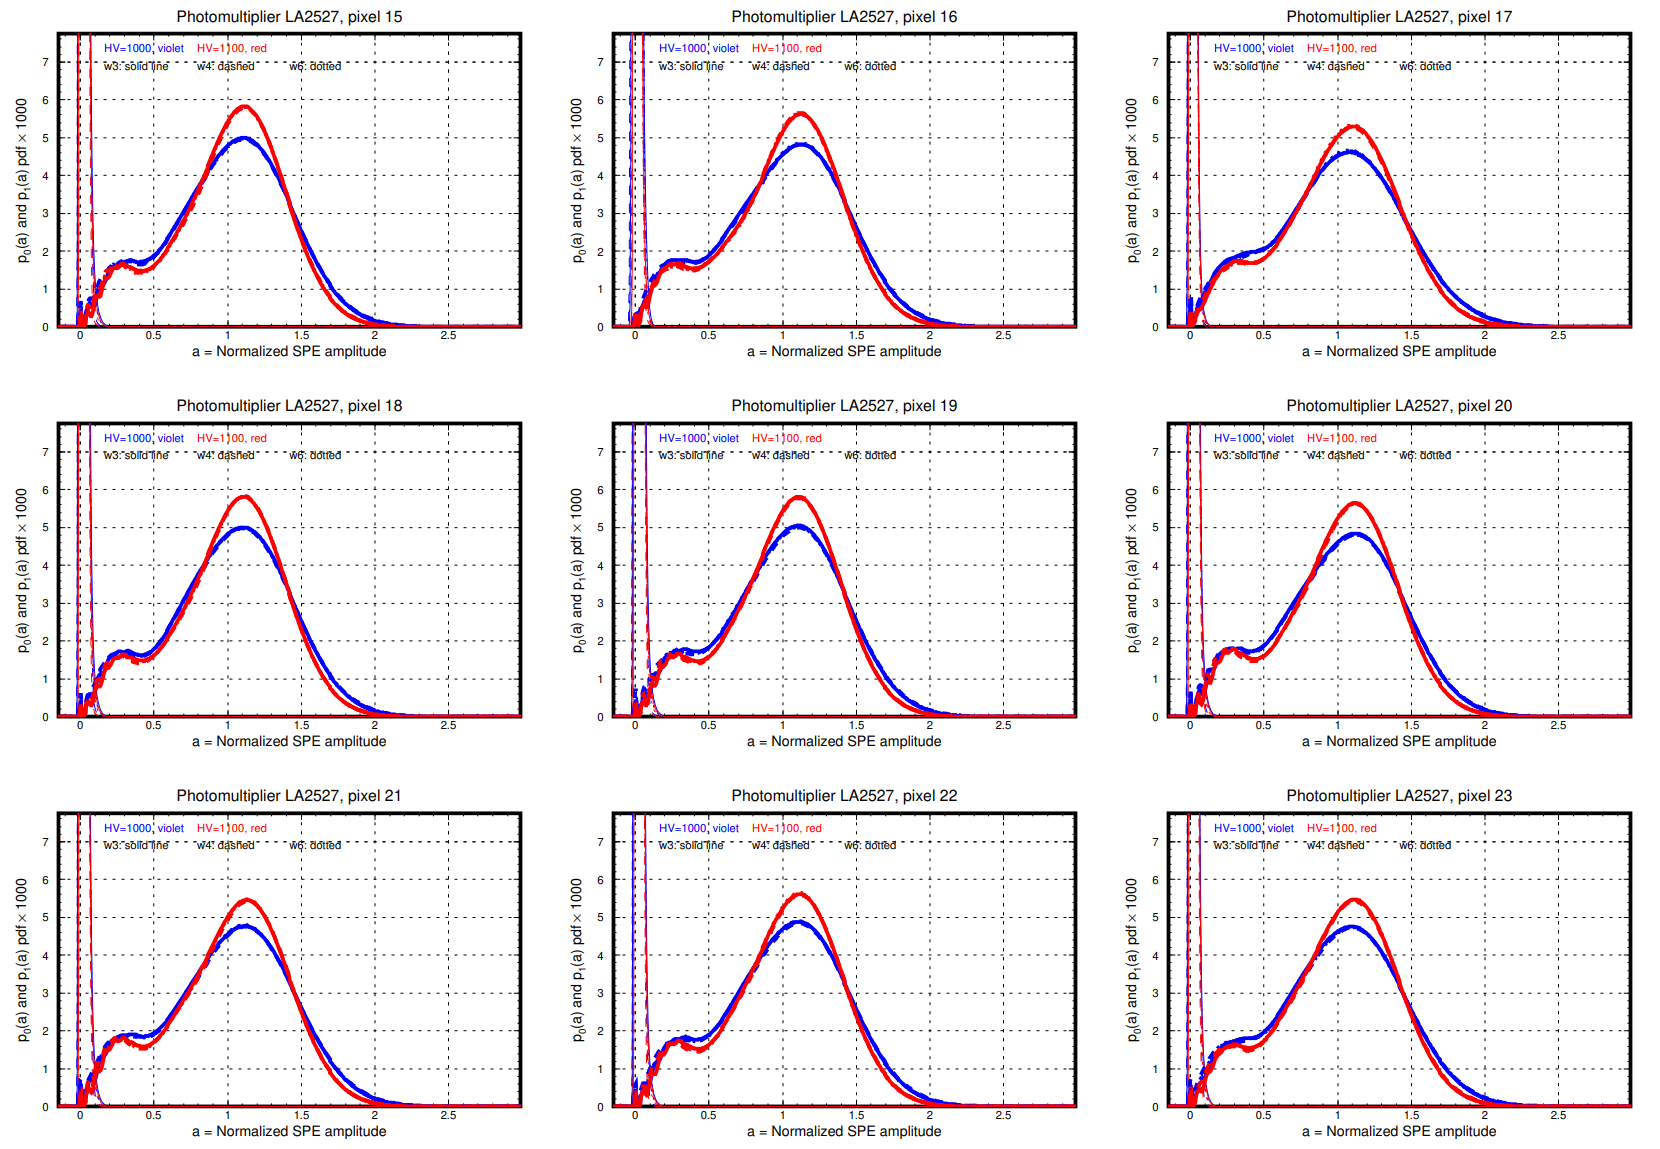 Photomultiplier LA2527, pixel 15
HV=1000, violet HV=1100, red
w3: solid line w4: dashed w6: dotted
p0(a) and p1(a) pdf × 1000
7
6
5
4
3
2
1
0
0 0.5 1 1.5 2 2.5
a = Normalized SPE amplitude
Photomultiplier LA2527, pixel 16
HV=1000, violet HV=1100, red
w3: solid line w4: dashed w6: dotted
p0(a) and p1(a) pdf × 1000
7
6
5
4
3
2
1
0
0 0.5 1 1.5 2 2.5
a = Normalized SPE amplitude
Photomultiplier LA2527, pixel 17
HV=1000, violet HV=1100, red
w3: solid line w4: dashed w6: dotted
p0(a) and p1(a) pdf × 1000
7
6
5
4
3
2
1
0
0 0.5 1 1.5 2 2.5
a = Normalized SPE amplitude
Photomultiplier LA2527, pixel 18
HV=1000, violet HV=1100, red
w3: solid line w4: dashed w6: dotted
p0(a) and p1(a) pdf × 1000
7
6
5
4
3
2
1
0
0 0.5 1 1.5 2 2.5
a = Normalized SPE amplitude
Photomultiplier LA2527, pixel 19
HV=1000, violet HV=1100, red
w3: solid line w4: dashed w6: dotted
p0(a) and p1(a) pdf × 1000
7
6
5
4
3
2
1
0
0 0.5 1 1.5 2 2.5
a = Normalized SPE amplitude
Photomultiplier LA2527, pixel 20
HV=1000, violet HV=1100, red
w3: solid line w4: dashed w6: dotted
p0(a) and p1(a) pdf × 1000
7
6
5
4
3
2
1
0
0 0.5 1 1.5 2 2.5
a = Normalized SPE amplitude
Photomultiplier LA2527, pixel 21
HV=1000, violet HV=1100, red
w3: solid line w4: dashed w6: dotted
p0(a) and p1(a) pdf × 1000
7
6
5
4
3
2
1
0
0 0.5 1 1.5 2 2.5
a = Normalized SPE amplitude
Photomultiplier LA2527, pixel 22
HV=1000, violet HV=1100, red
w3: solid line w4: dashed w6: dotted
p0(a) and p1(a) pdf × 1000
7
6
5
4
3
2
1
0
0 0.5 1 1.5 2 2.5
a = Normalized SPE amplitude
Photomultiplier LA2527, pixel 23
HV=1000, violet HV=1100, red
w3: solid line w4: dashed w6: dotted
p0(a) and p1(a) pdf × 1000
7
6
5
4
3
2
1
0
0 0.5 1 1.5 2 2.5
a = Normalized SPE amplitude